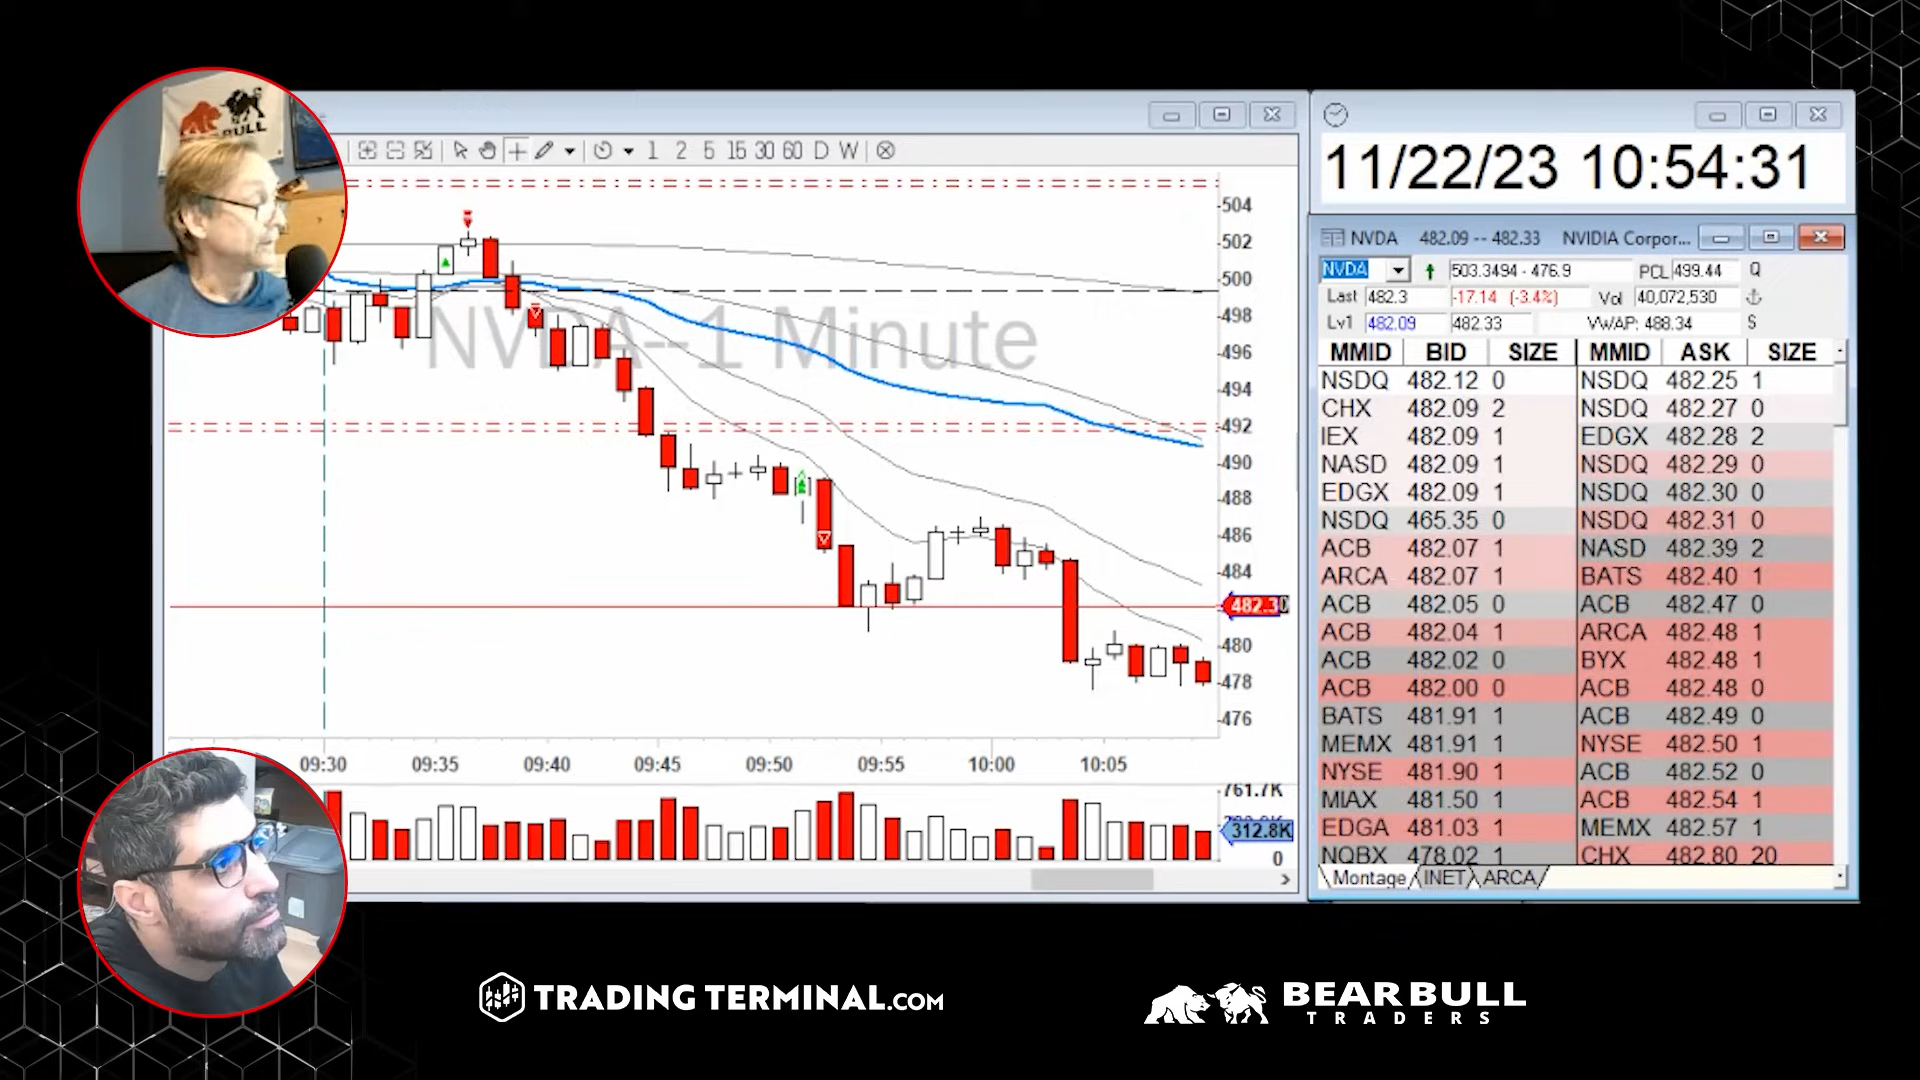 BULL
1 2 5 15 30 60 D W
NVDA--1 Minute
504
502
500
498
496
494
492
490
488
486
484
482.30
480
478
476
09:30 09:35 09:40 09:45 09:50 09:55 10:00 10:05
761.7K
312.8K
0
11/22/23 10:54:31
NVDA 482.09 -- 482.33 NVIDIA Corpor...
NVDA 503.3494 - 476.9 PCL 499.44 Q
Last 482.3 -17.14 (-3.4%) Vol 40,072,530
Lv1 482.09 482.33 VWAP: 488.34 S
MMID BID SIZE MMID ASK SIZE
NSDQ 482.12 0 NSDQ 482.25 1
CHX 482.09 2 NSDQ 482.27 0
IEX 482.09 1 EDGX 482.28 2
NASD 482.09 1 NSDQ 482.29 0
EDGX 482.09 1 NSDQ 482.30 0
NSDQ 465.35 0 NSDQ 482.31 0
ACB 482.07 1 NASD 482.39 2
ARCA 482.07 1 BATS 482.40 1
ACB 482.05 0 ACB 482.47 0
ACB 482.04 1 ARCA 482.48 1
ACB 482.02 0 BYX 482.48 1
ACB 482.00 0 ACB 482.48 0
BATS 481.91 1 ACB 482.49 0
MEMX 481.91 1 NYSE 482.50 1
NYSE 481.90 1 ACB 482.52 0
MIAX 481.50 1 ACB 482.54 1
EDGA 481.03 1 MEMX 482.57 1
NQBX 478.02 1 CHX 482.80 20
Montage INET ARCA
TRADING TERMINAL.COM
BEAR BULL
TRADERS